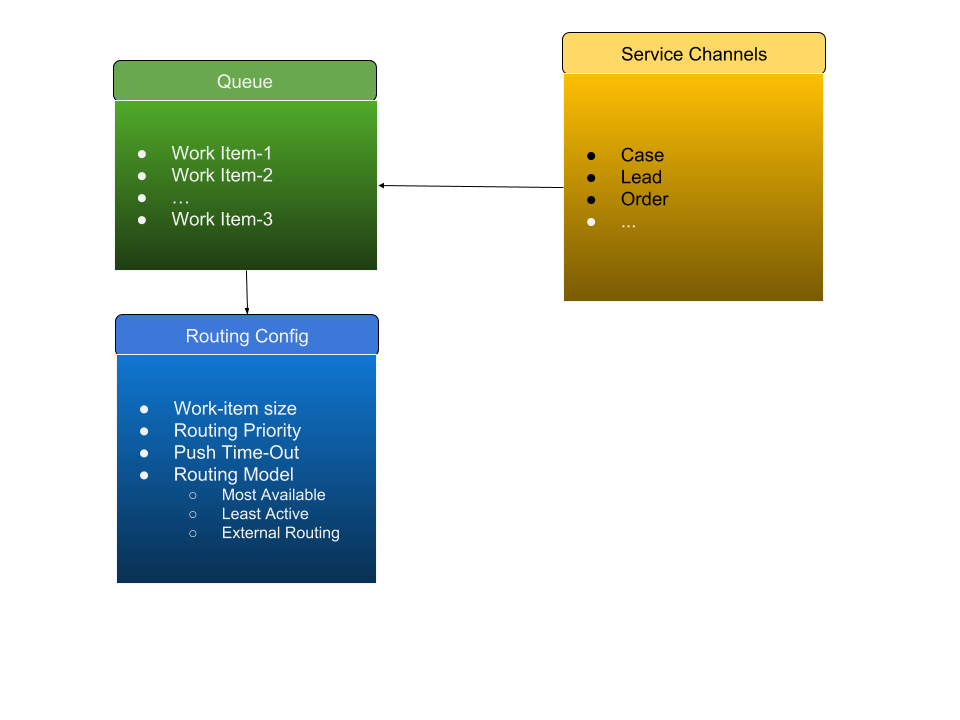 Queue
● Work Item-1
● Work Item-2
● …
● Work Item-3
Service Channels
● Case
● Lead
● Order
● ...
Routing Config
● Work-item size
● Routing Priority
● Push Time-Out
● Routing Model
○ Most Available
○ Least Active
○ External Routing